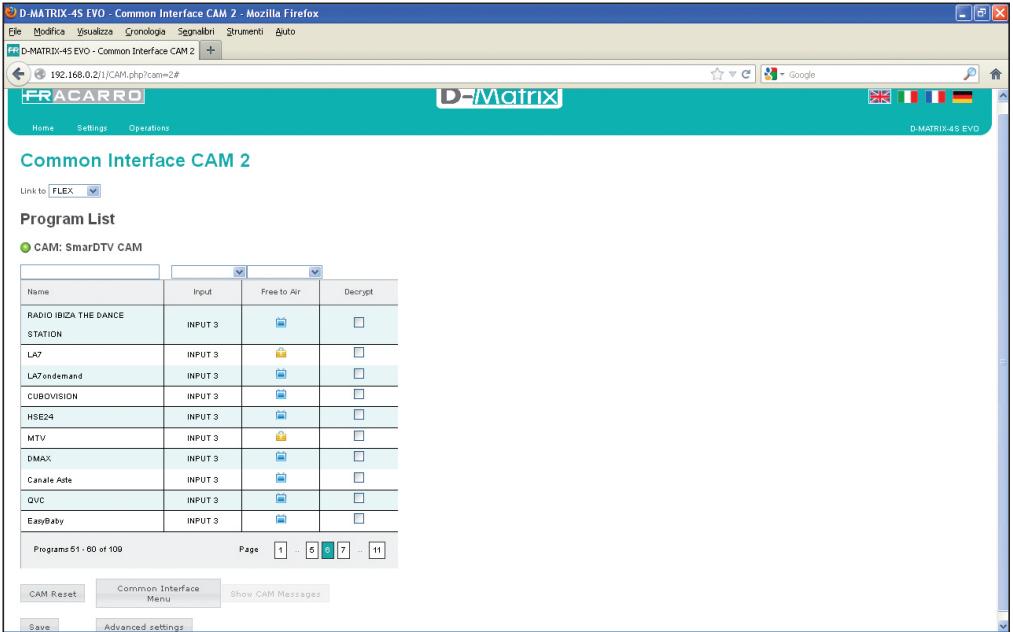 D-MATRIX-4S EVO - Common Interface CAM 2 - Mozilla Firefox
File Modifica Visualizza Cronologia Segnalibri Strumenti Aiuto
FR D-MATRIX-4S EVO - Common Interface CAM 2 +
192.168.0.2/1/CAM.php?cam=2# Google
FRACARRO D-Matrix
Home Settings Operations D-MATRIX-4S EVO
Common Interface CAM 2
Link to FLEX
Program List
CAM: SmarDTV CAM
Name Input Free to Air Decrypt
RADIO IBIZA THE DANCE
STATION INPUT 3
LA7 INPUT 3
LA7ondemand INPUT 3
CUBOVISION INPUT 3
HSE24 INPUT 3
MTV INPUT 3
DMAX INPUT 3
Canale Aste INPUT 3
QVC INPUT 3
EasyBaby INPUT 3
Programs 51 - 60 of 109 Page 1 .. 5 6 7 .. 11
CAM Reset Common Interface
Menu Show CAM Messages
Save Advanced settings